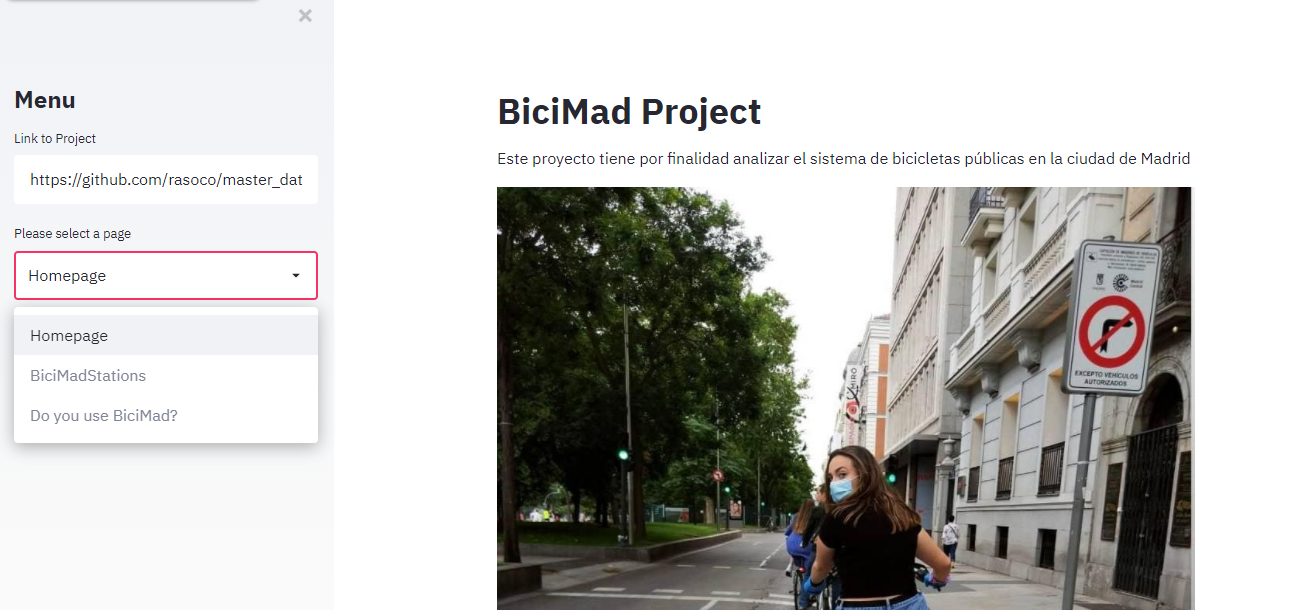 Menu
Link to Project
https://github.com/rasoco/master_dat
Please select a page
Homepage
Homepage
BiciMadStations
Do you use BiciMad?
BiciMad Project
Este proyecto tiene por finalidad analizar el sistema de bicicletas públicas en la ciudad de Madrid
EXCEPTO VEHÍCULOS
AUTORIZADOS